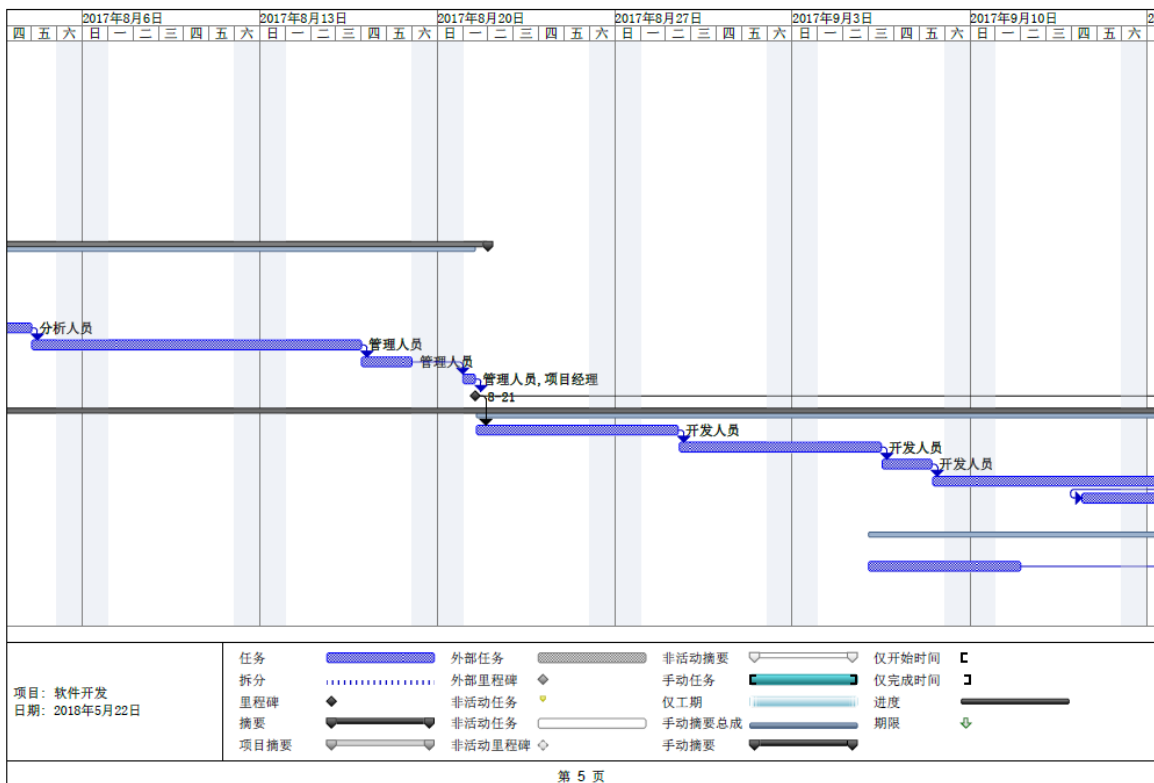 2017年8月6日 2017年8月13日 2017年8月20日 2017年8月27日 2017年9月3日 2017年9月10日 2
四 五 六 日 一 二 三 四 五 六 日 一 二 三 四 五 六 日 一 二 三 四 五 六 日 一 二 三 四 五 六 日 一 二 三 四 五 六 日 一 二 三 四 五 六
分析人员
管理人员
管理人员
管理人员,项目经理
8-21
开发人员
开发人员
开发人员
任务 外部任务 非活动摘要 仅开始时间
拆分 外部里程碑 手动任务 仅完成时间
项目: 软件开发
日期: 2018年5月22日
里程碑 非活动任务 仅工期 进度
摘要 非活动任务 手动摘要总成 期限
项目摘要 非活动里程碑 手动摘要
第 5 页